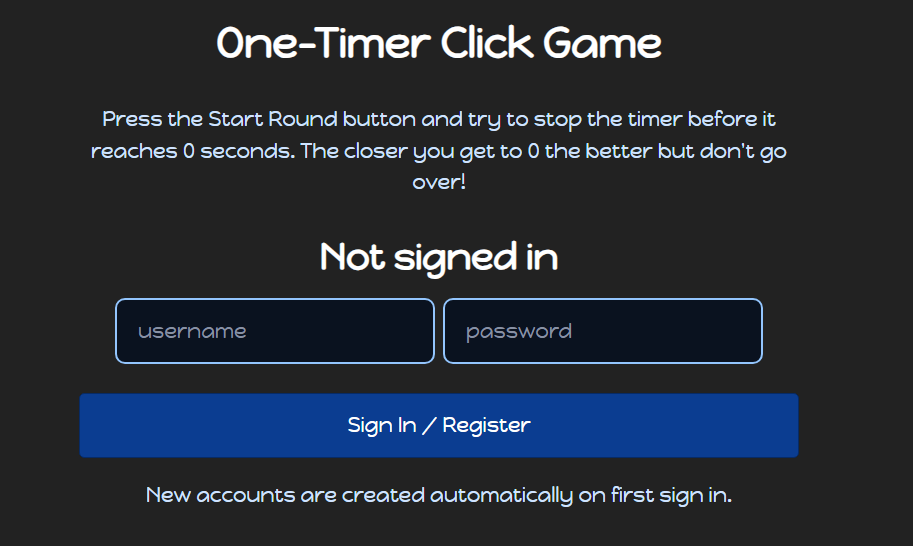 One-Timer Click Game
Press the Start Round button and try to stop the timer before it
reaches 0 seconds. The closer you get to 0 the better but don't go
over!
Not signed in
username password
Sign In / Register
New accounts are created automatically on first sign in.